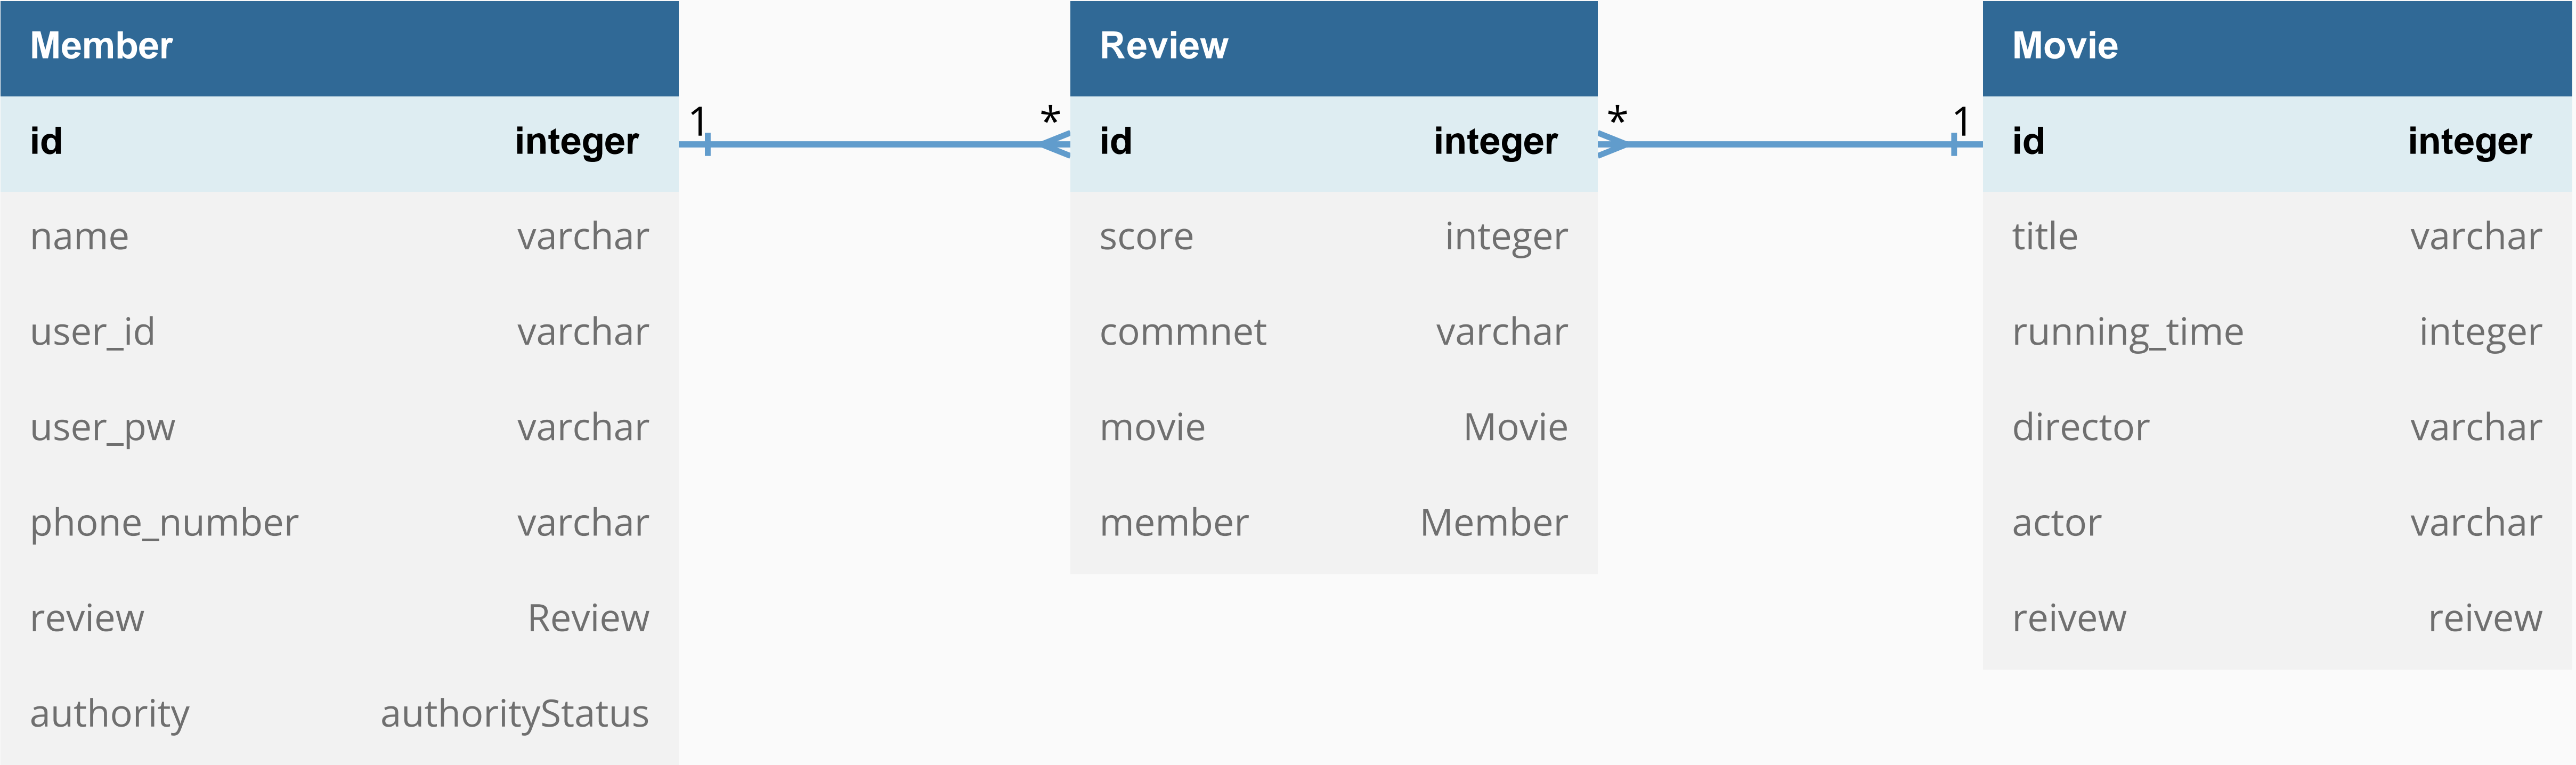 Member
id integer
name varchar
user_id varchar
user_pw varchar
phone_number varchar
review Review
authority authorityStatus
1 *
Review
id integer
score integer
commnet varchar
movie Movie
member Member
* 1
Movie
id integer
title varchar
running_time integer
director varchar
actor varchar
reivew reivew